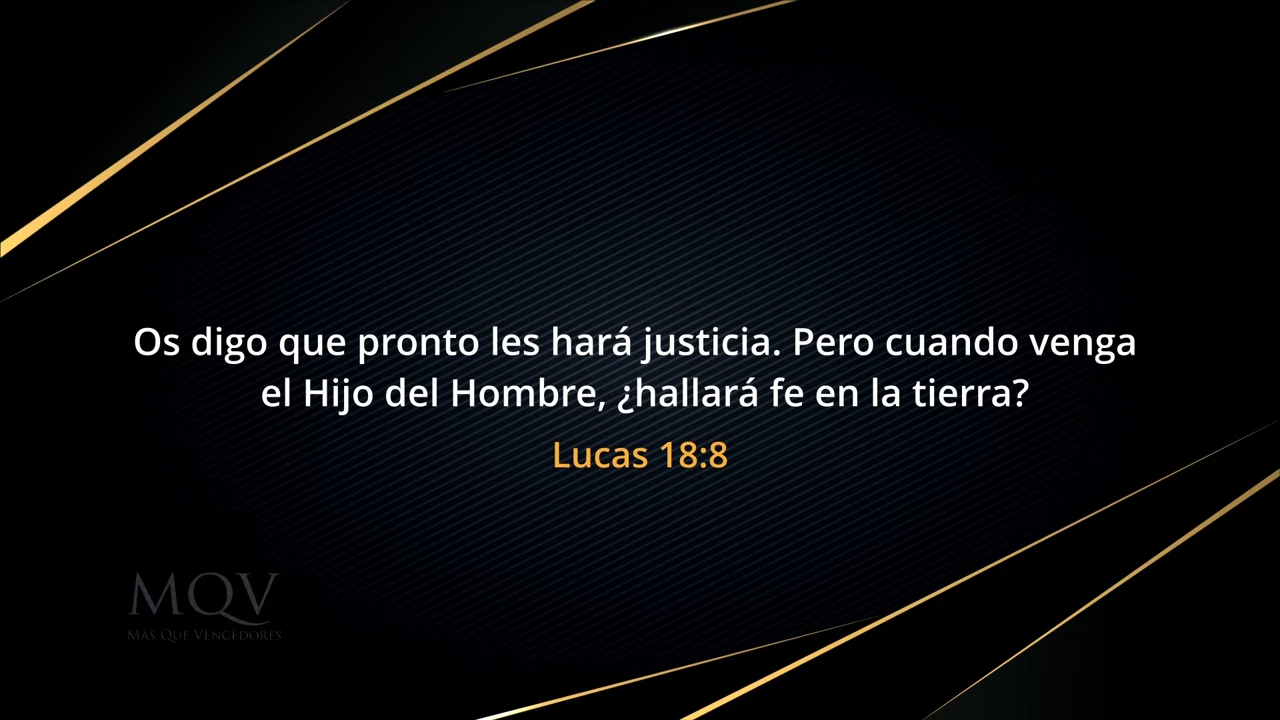 Os digo que pronto les hará justicia. Pero cuando venga
el Hijo del Hombre, ¿hallará fe en la tierra?
Lucas 18:8
MQV
Más Que Vencedores